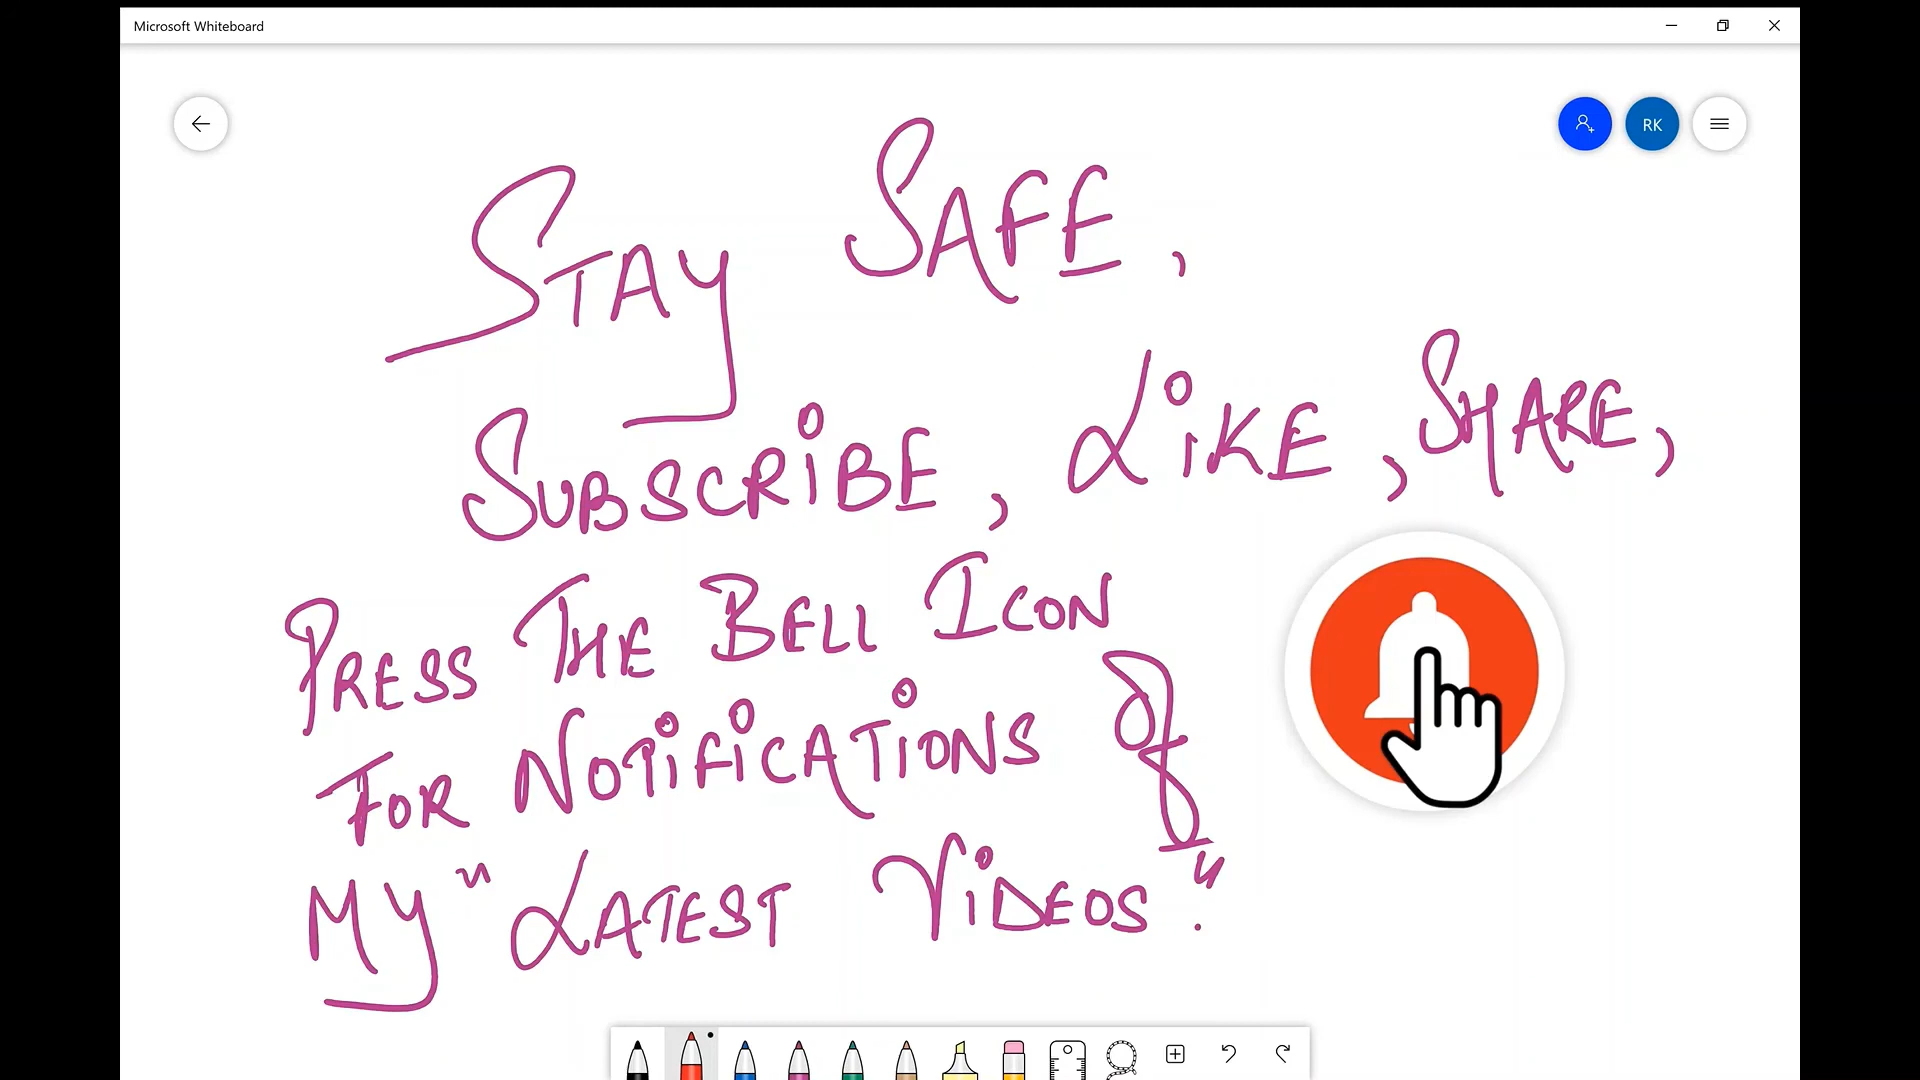 Microsoft Whiteboard
RK
STAY SAFE,
SUBSCRIBE, LIKE, SHARE,
PRESS THE BELL ICON
FOR NOTIFICATIONS Of
MY "LATEST VIDEOS."